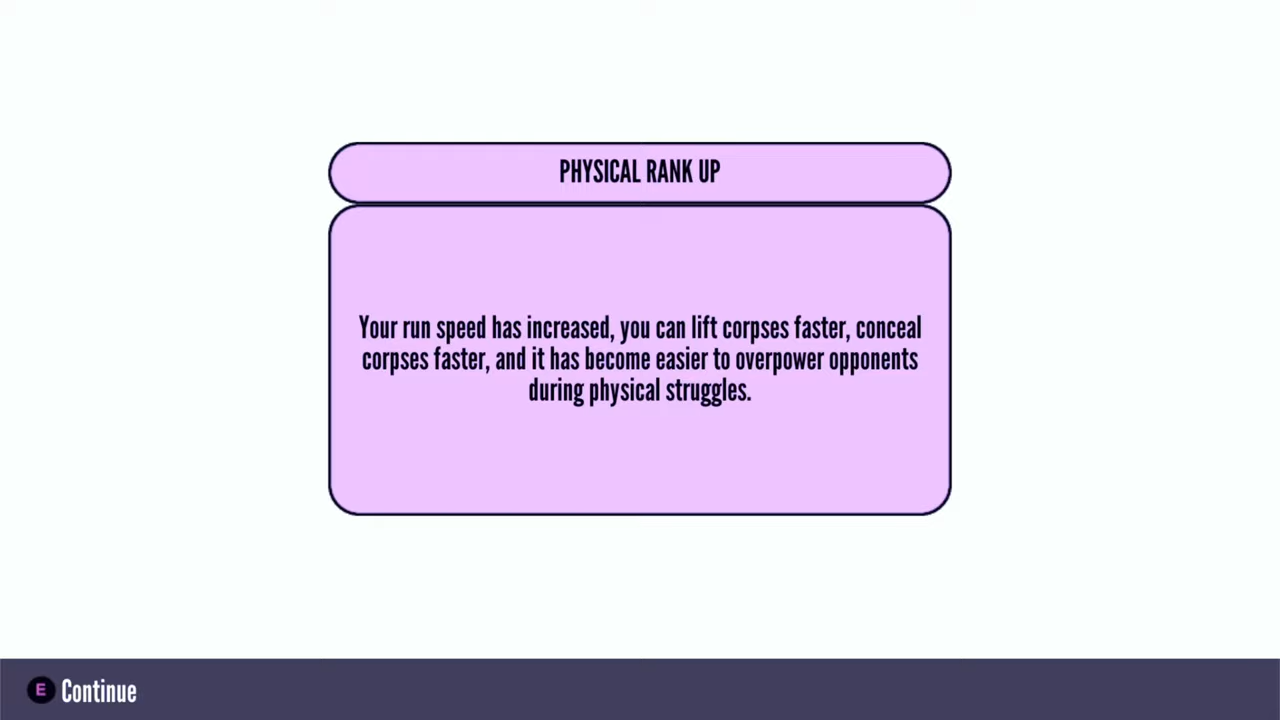 PHYSICAL RANK UP
Your run speed has increased, you can lift corpses faster, conceal
corpses faster, and it has become easier to overpower opponents
during physical struggles.
E Continue